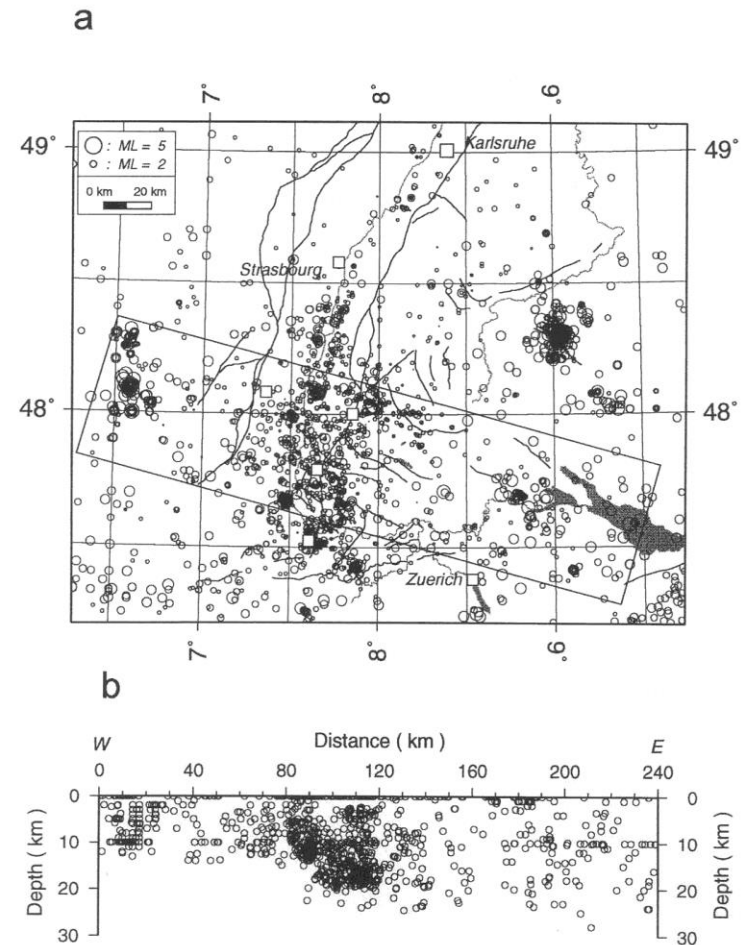 a
7° 8° 9°
○ : ML = 5
○ : ML = 2
0 km 20 km
49° 49°
Karlsruhe
Strasbourg
48° 48°
Zuerich
7° 8° 9°
b
W Distance ( km ) E
0 40 80 120 160 200 240
0 0
10 10
20 20
30 30
Depth ( km ) Depth ( km )